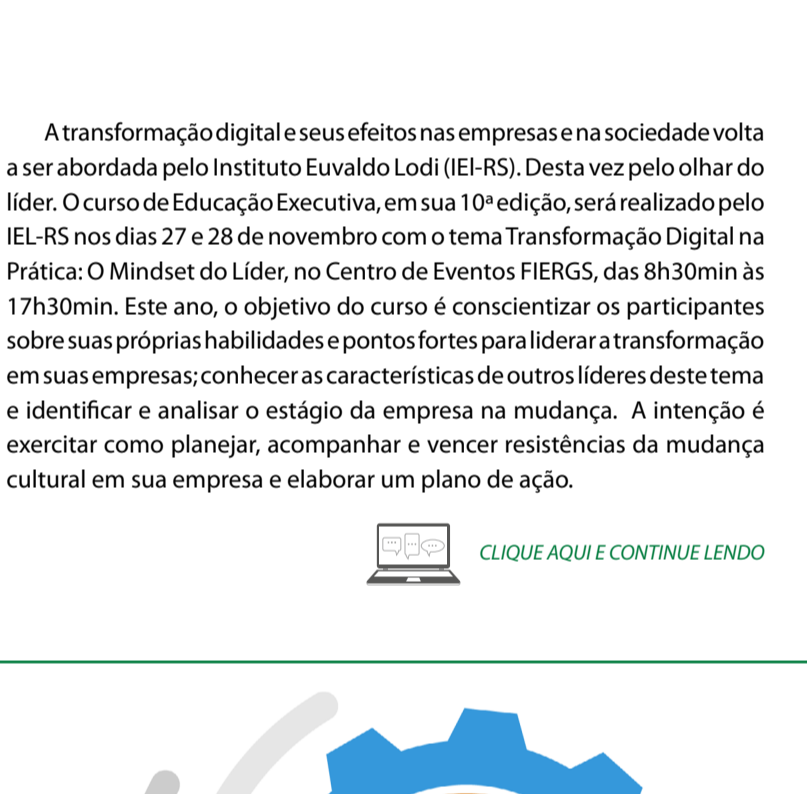 A transformação digital e seus efeitos nas empresas e na sociedade volta
a ser abordada pelo Instituto Euvaldo Lodi (IEl-RS). Desta vez pelo olhar do
líder. O curso de Educação Executiva, em sua 10ª edição, será realizado pelo
IEL-RS nos dias 27 e 28 de novembro com o tema Transformação Digital na
Prática: O Mindset do Líder, no Centro de Eventos FIERGS, das 8h30min às
17h30min. Este ano, o objetivo do curso é conscientizar os participantes
sobre suas próprias habilidades e pontos fortes para liderar a transformação
em suas empresas; conhecer as características de outros líderes deste tema
e identificar e analisar o estágio da empresa na mudança.  A intenção é
exercitar como planejar, acompanhar e vencer resistências da mudança
cultural em sua empresa e elaborar um plano de ação.
CLIQUE AQUI E CONTINUE LENDO